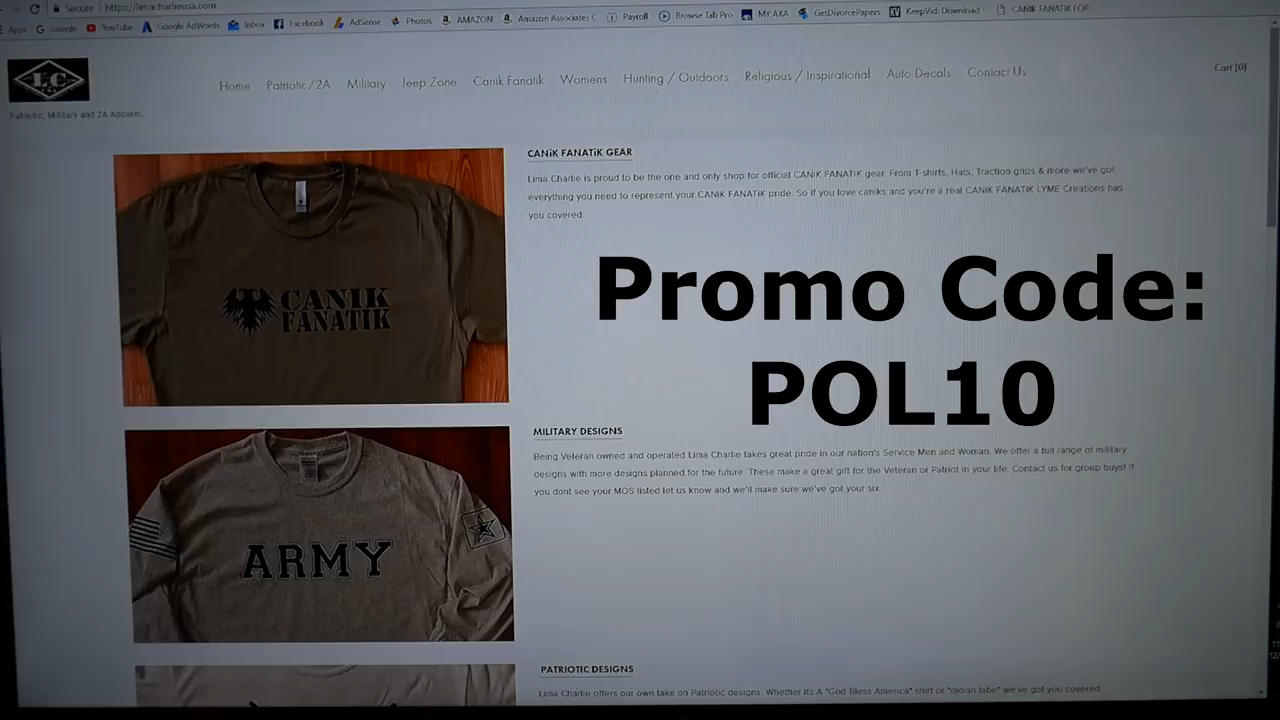 Secure https://limacharlieusa.com
Apps Google YouTube Google AdWords Inbox Facebook AdSense Photos AMAZON Amazon Associates C Payroll Browse Tab Pro MY AXA GetDivorcePapers KeepVid: Download CANIK FANATIK FOR
LC
Home Patriotic/2A Military Jeep Zone Canik Fanatik Womens Hunting / Outdoors Religious / Inspirational Auto Decals Contact Us Cart (0)
Patriotic, Military and 2A Apparel.
CANiK FANATiK GEAR
Lima Charlie is proud to be the one and only shop for official CANiK FANATiK gear. From T-shirts, Hats, Traction grips & more we've got
everything you need to represent your CANiK FANATiK pride. So if you love caniks and you're a real CANiK FANATiK LYME Creations has
you covered.
CANIK
FANATIK
Promo Code:
POL10
MILITARY DESIGNS
Being Veteran owned and operated Lima Charlie takes great pride in our nation's Service Men and Woman. We offer a full range of military
designs with more designs planned for the future. These make a great gift for the Veteran or Patriot in your life. Contact us for group buys! If
you dont see your MOS listed let us know and we'll make sure we've got your six.
ARMY
PATRIOTIC DESIGNS
Lima Charlie offers our own take on Patriotic designs. Whether its A "God Bless America" shirt or "molan labe" we've got you covered.